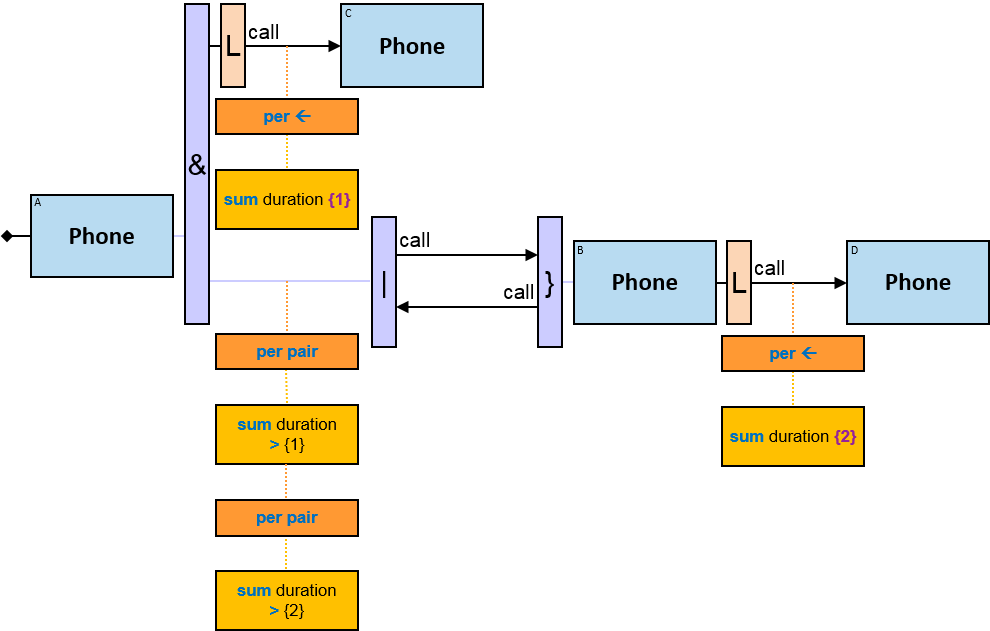 A
Phone
&
L
call
C
Phone
per ←
sum duration {1}
|
call
call
}
B
Phone
L
call
D
Phone
per ←
sum duration {2}
per pair
sum duration
> {1}
per pair
sum duration
> {2}